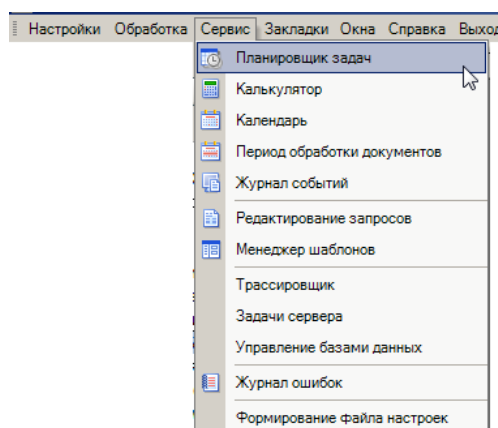 Настройки Обработка Сервис Закладки Окна Справка Выход
Планировщик задач
Калькулятор
Календарь
Период обработки документов
Журнал событий
Редактирование запросов
Менеджер шаблонов
Трассировщик
Задачи сервера
Управление базами данных
Журнал ошибок
Формирование файла настроек